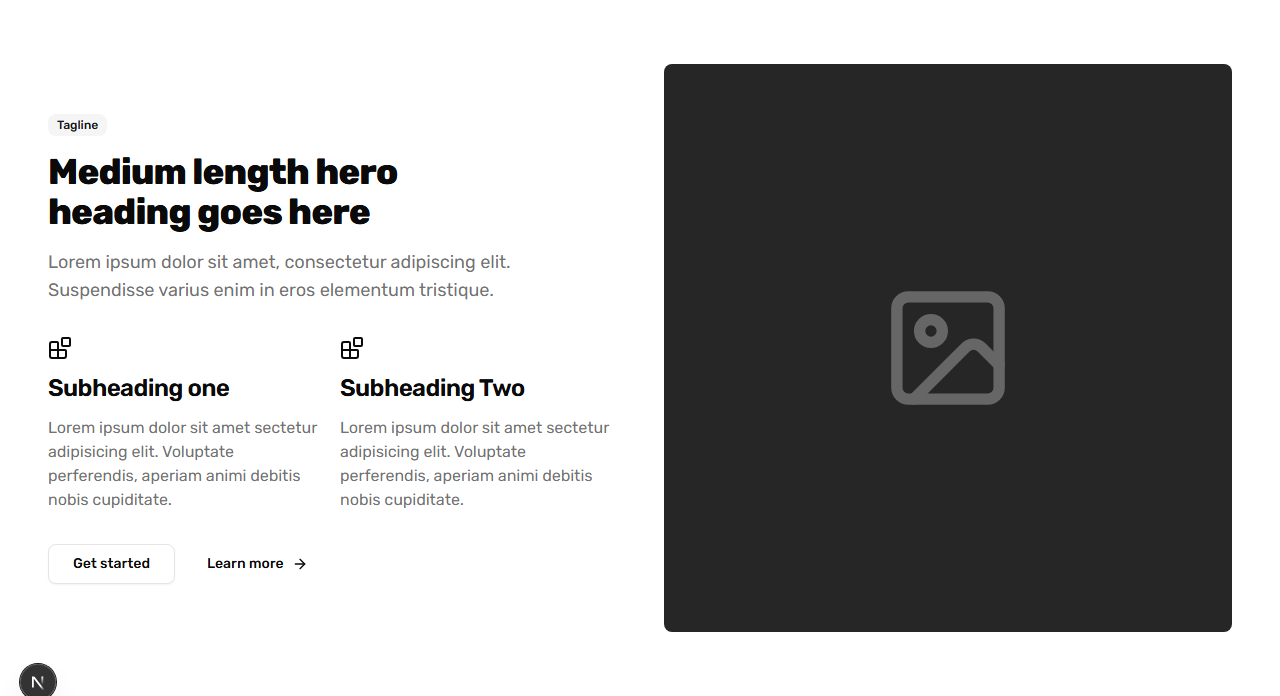 Tagline
Medium length hero
heading goes here
Lorem ipsum dolor sit amet, consectetur adipiscing elit.
Suspendisse varius enim in eros elementum tristique.
Subheading one
Lorem ipsum dolor sit amet sectetur
adipisicing elit. Voluptate
perferendis, aperiam animi debitis
nobis cupiditate.
Subheading Two
Lorem ipsum dolor sit amet sectetur
adipisicing elit. Voluptate
perferendis, aperiam animi debitis
nobis cupiditate.
Get started
Learn more
N